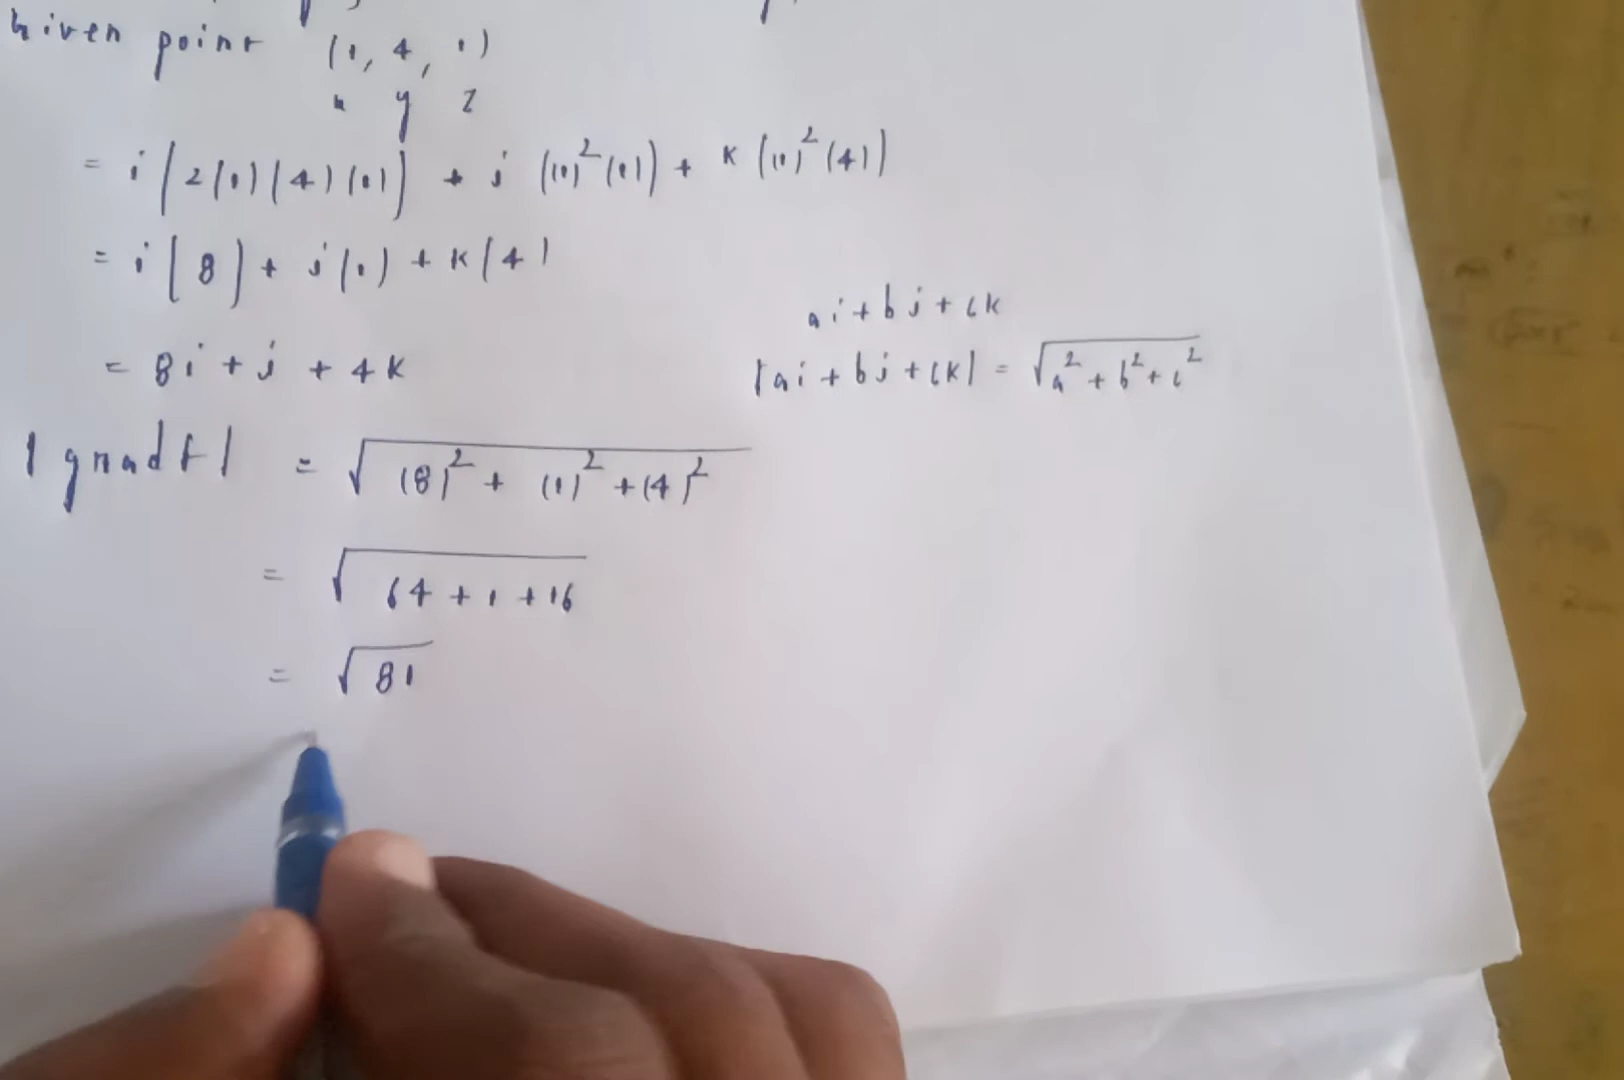 Given point (1, 4, 1)
x y z
= i [2(1)(4)(1)] + j ((1)²(1)) + k ((1)²(4))
= i [8] + j(1) + k(4)
= 8i + j + 4k
ai + bj + ck
|ai + bj + ck| = √a² + b² + c²
|grad f| = √(8)² + (1)² + (4)²
= √64 + 1 + 16
= √81